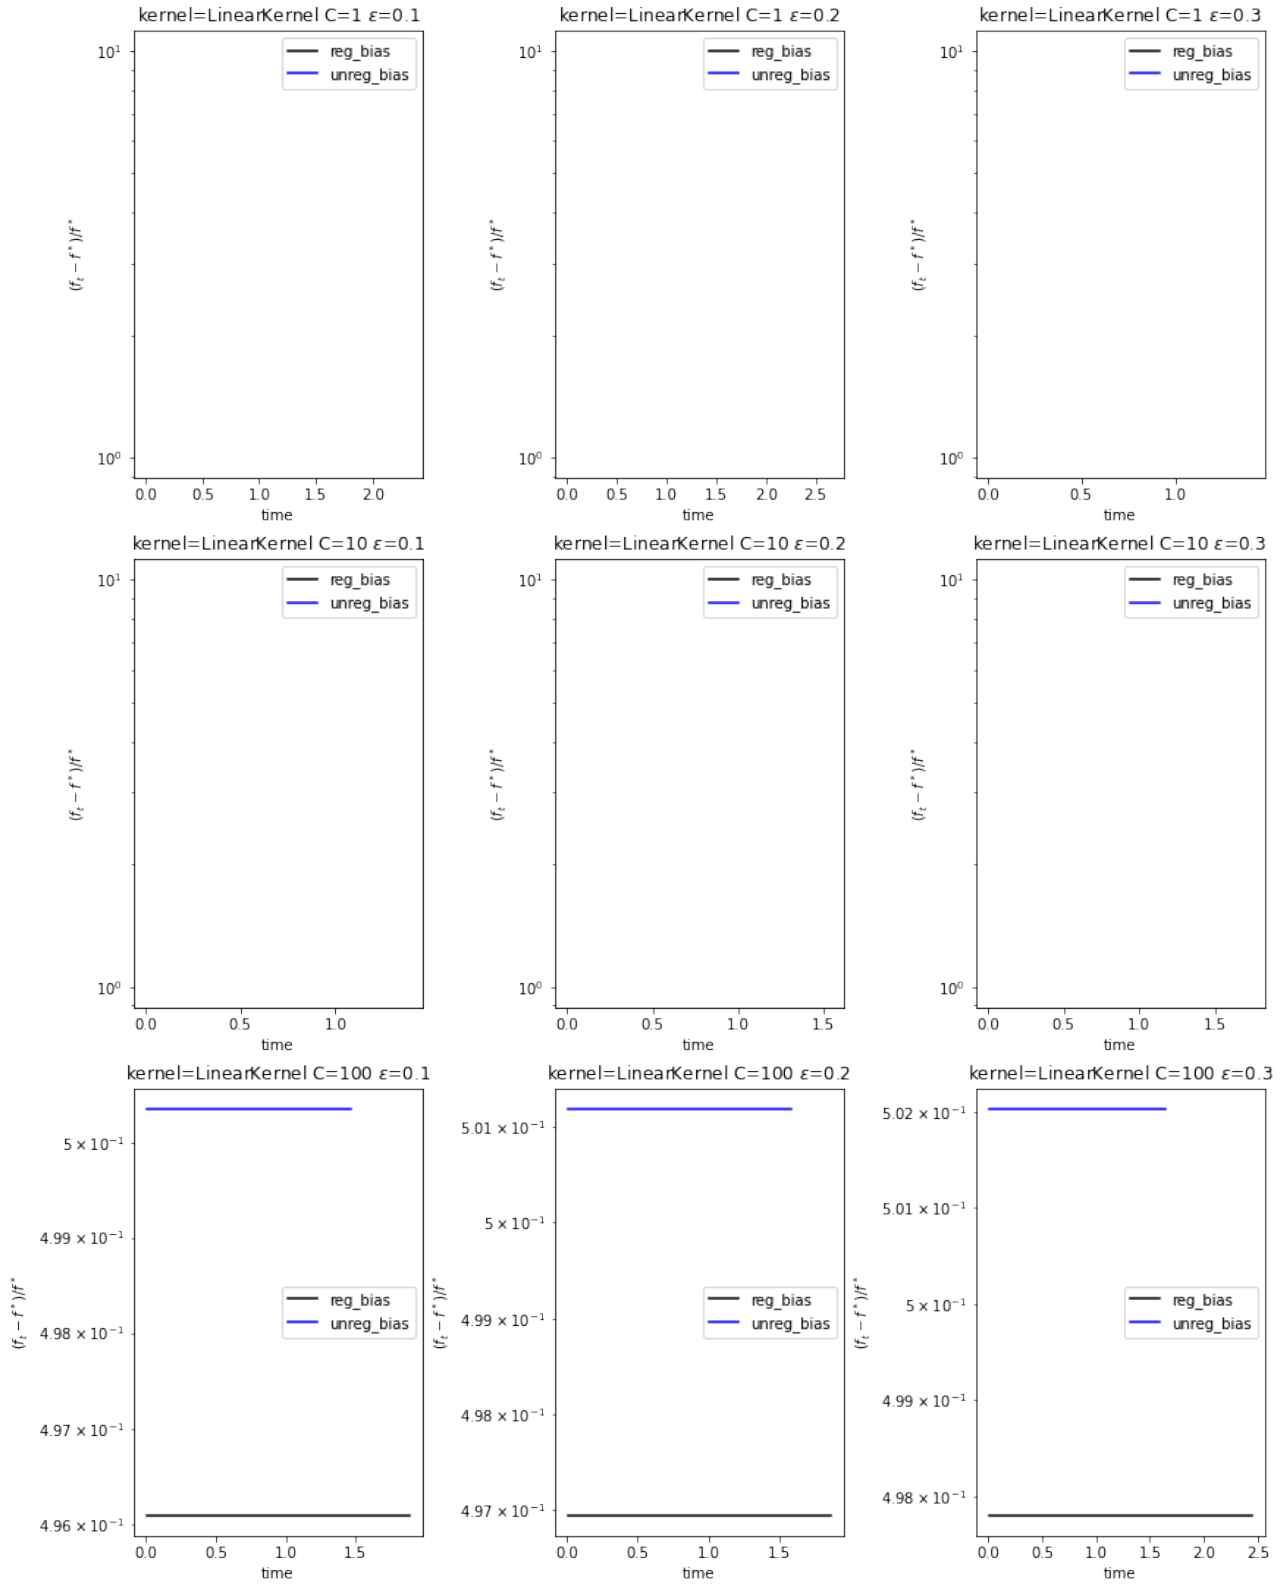 kernel=LinearKernel C=1 ε=0.1
10¹
reg_bias
unreg_bias
(fₜ − f*)/f*
10⁰
0.0 0.5 1.0 1.5 2.0
time
kernel=LinearKernel C=1 ε=0.2
10¹
reg_bias
unreg_bias
(fₜ − f*)/f*
10⁰
0.0 0.5 1.0 1.5 2.0 2.5
time
kernel=LinearKernel C=1 ε=0.3
10¹
reg_bias
unreg_bias
(fₜ − f*)/f*
10⁰
0.0 0.5 1.0
time
kernel=LinearKernel C=10 ε=0.1
10¹
reg_bias
unreg_bias
(fₜ − f*)/f*
10⁰
0.0 0.5 1.0
time
kernel=LinearKernel C=10 ε=0.2
10¹
reg_bias
unreg_bias
(fₜ − f*)/f*
10⁰
0.0 0.5 1.0 1.5
time
kernel=LinearKernel C=10 ε=0.3
10¹
reg_bias
unreg_bias
(fₜ − f*)/f*
10⁰
0.0 0.5 1.0 1.5
time
kernel=LinearKernel C=100 ε=0.1
5 × 10⁻¹
4.99 × 10⁻¹
reg_bias
unreg_bias
(fₜ − f*)/f*
4.98 × 10⁻¹
4.97 × 10⁻¹
4.96 × 10⁻¹
0.0 0.5 1.0 1.5
time
kernel=LinearKernel C=100 ε=0.2
5.01 × 10⁻¹
5 × 10⁻¹
reg_bias
4.99 × 10⁻¹
unreg_bias
(fₜ − f*)/f*
4.98 × 10⁻¹
4.97 × 10⁻¹
0.0 0.5 1.0 1.5
time
kernel=LinearKernel C=100 ε=0.3
5.02 × 10⁻¹
5.01 × 10⁻¹
reg_bias
5 × 10⁻¹
unreg_bias
(fₜ − f*)/f*
4.99 × 10⁻¹
4.98 × 10⁻¹
0.0 0.5 1.0 1.5 2.0 2.5
time